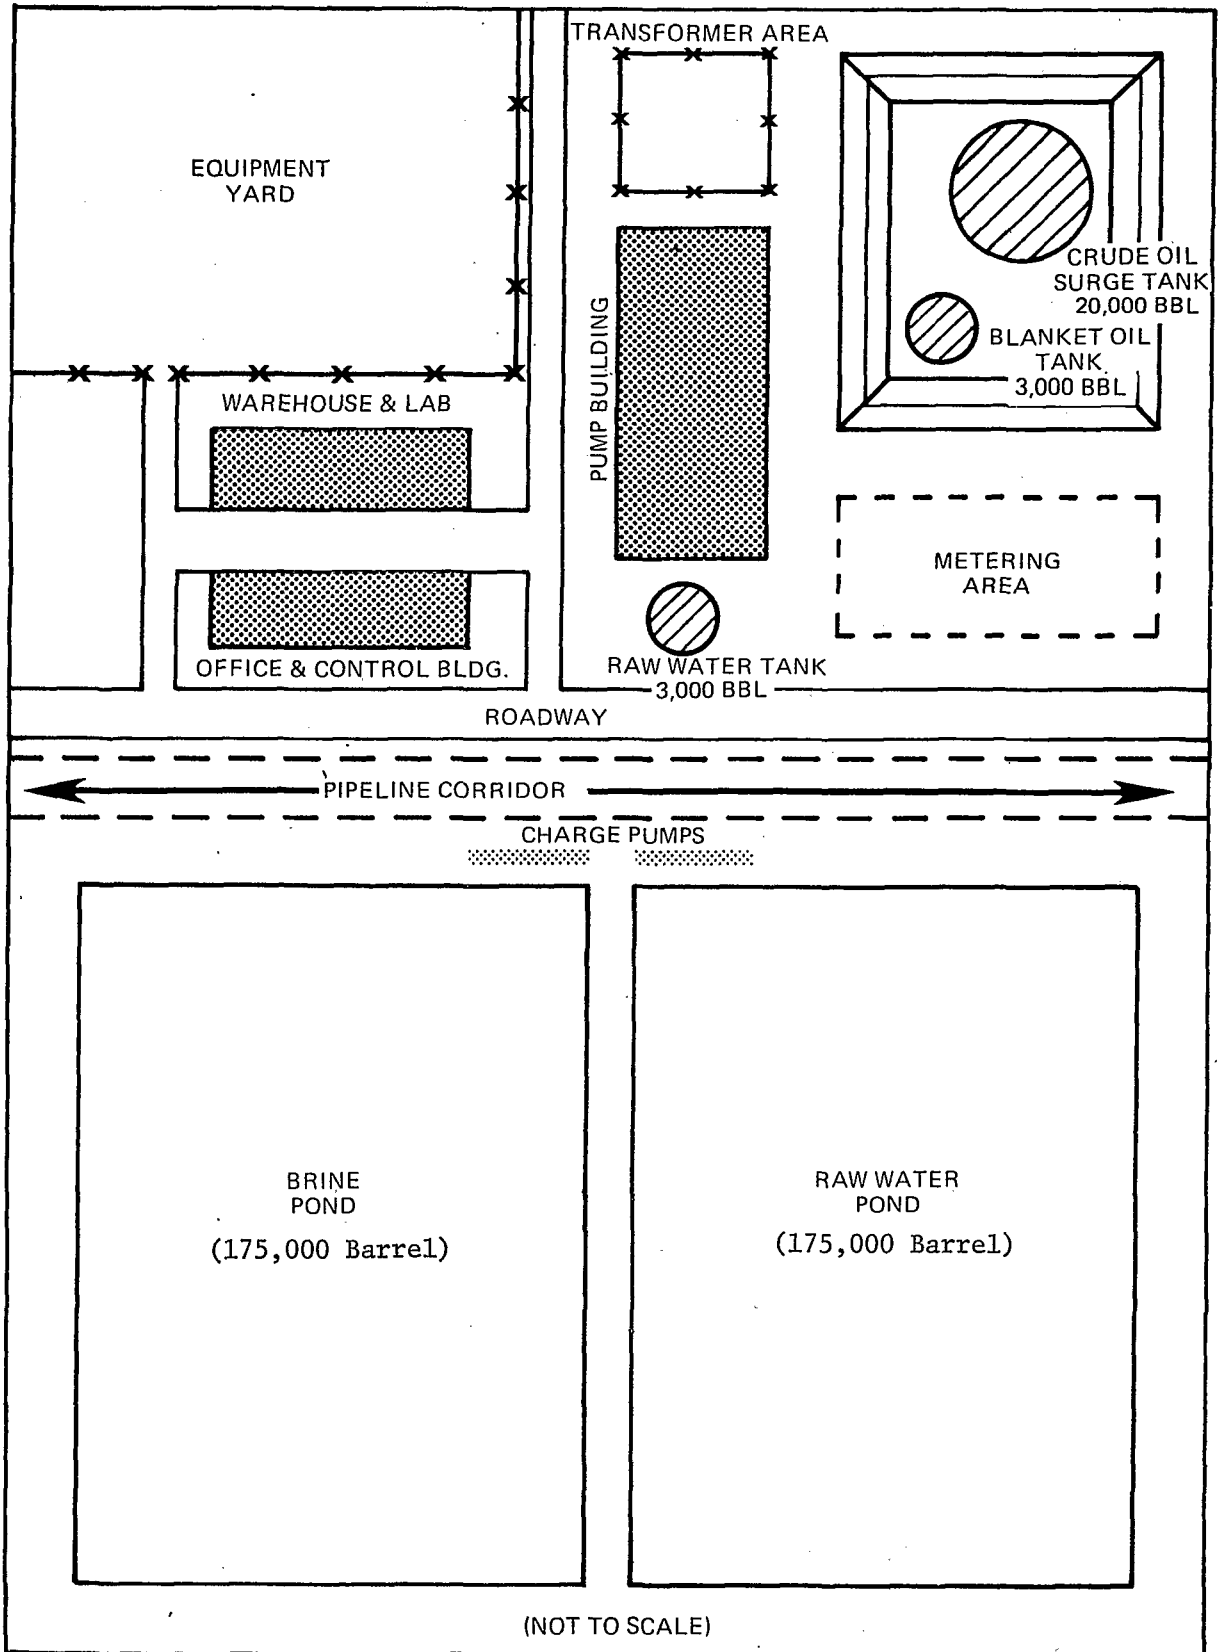 TRANSFORMER AREA
EQUIPMENT
YARD
CRUDE OIL
SURGE TANK
20,000 BBL
BLANKET OIL
TANK
3,000 BBL
PUMP BUILDING
WAREHOUSE & LAB
METERING
AREA
OFFICE & CONTROL BLDG.
RAW WATER TANK
3,000 BBL
ROADWAY
PIPELINE CORRIDOR
CHARGE PUMPS
BRINE
POND
(175,000 Barrel)
RAW WATER
POND
(175,000 Barrel)
(NOT TO SCALE)